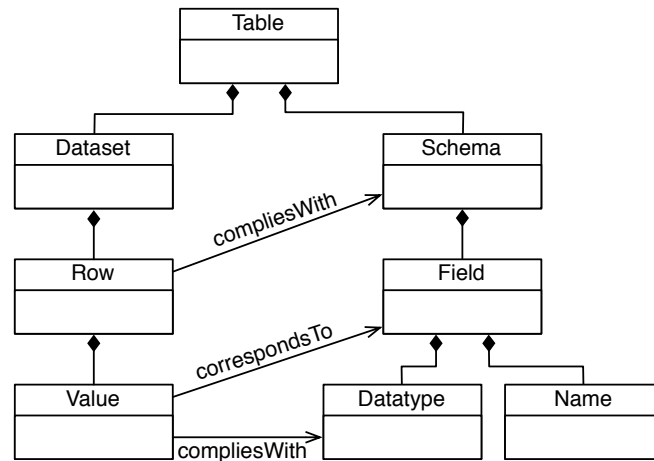 Table
Dataset
Schema
compliesWith
Row
Field
correspondsTo
Value
Datatype
Name
compliesWith